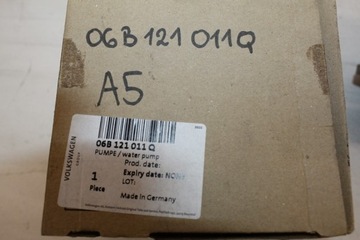 06B 121 011Q
A5
06B 121 011 Q
PUMPE / water pump
Prod. date:
Expiry date: NONE
LOT:
1
Piece
Made in Germany
VOLKSWAGEN